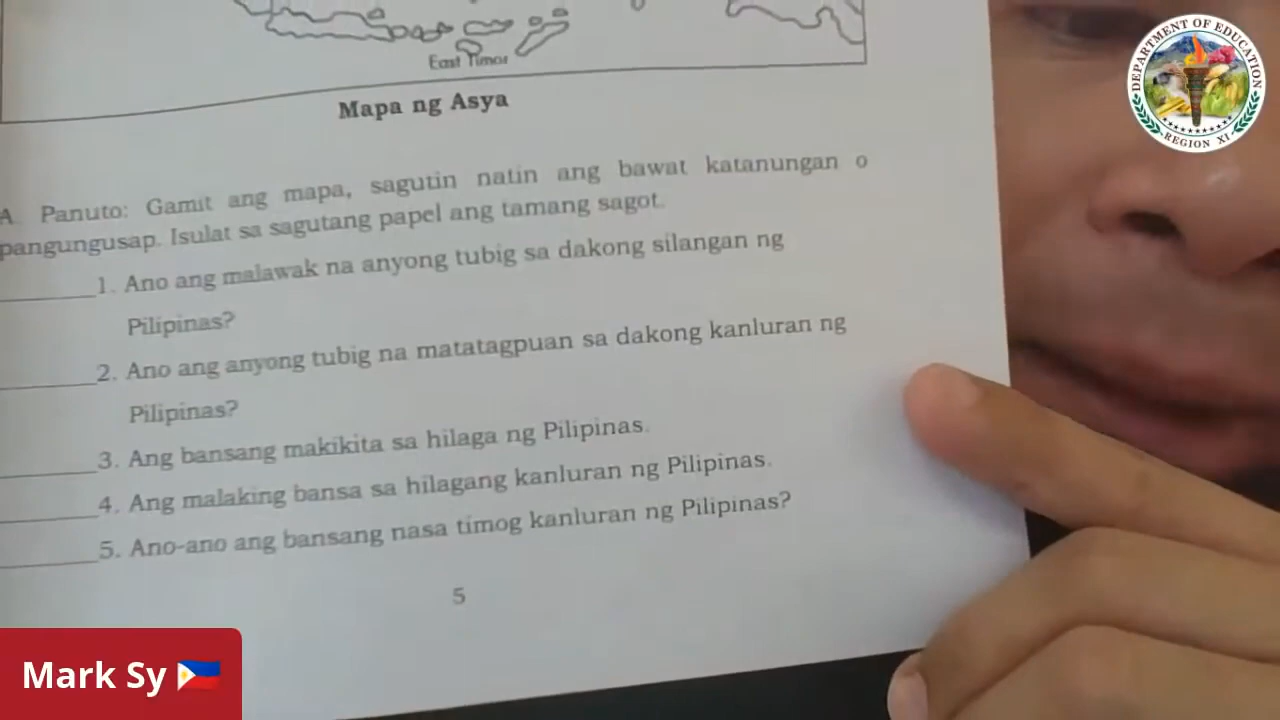 East Timor
Mapa ng Asya
A. Panuto: Gamit ang mapa, sagutin natin ang bawat katanungan o
pangungusap. Isulat sa sagutang papel ang tamang sagot.
1. Ano ang malawak na anyong tubig sa dakong silangan ng
Pilipinas?
2. Ano ang anyong tubig na matatagpuan sa dakong kanluran ng
Pilipinas?
3. Ang bansang makikita sa hilaga ng Pilipinas.
4. Ang malaking bansa sa hilagang kanluran ng Pilipinas.
5. Ano-ano ang bansang nasa timog kanluran ng Pilipinas?
5
Mark Sy
DEPARTMENT OF EDUCATION
REGION XI